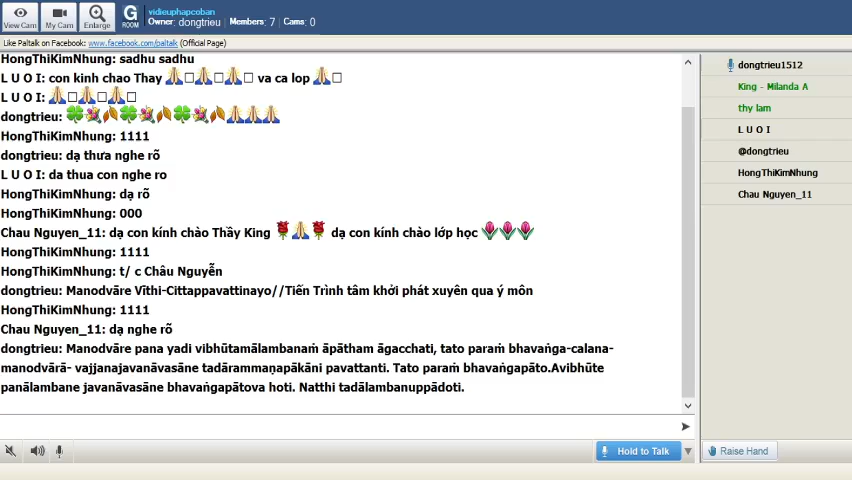 View Cam
My Cam
Enlarge
G ROOM
vidieuphapcoban
Owner: dongtrieu Members: 7 Cams: 0
Like Paltalk on Facebook: www.facebook.com/paltalk (Official Page)
HongThiKimNhung: sadhu sadhu
L U O I: con kinh chao Thay 🙏□🙏□🙏□ va ca lop 🙏□
L U O I: 🙏□🙏□🙏□
dongtrieu: 🍀💐🍂🍀💐🍂🍀💐🍂🙏🙏🙏
HongThiKimNhung: 1111
dongtrieu: dạ thưa nghe rõ
L U O I: da thua con nghe ro
HongThiKimNhung: dạ rõ
HongThiKimNhung: 000
Chau Nguyen_11: dạ con kính chào Thầy King 🌹🙏🌹 dạ con kính chào lớp học 🌷🌷🌷
HongThiKimNhung: 1111
HongThiKimNhung: t/ c Châu Nguyễn
dongtrieu: Manodvāre Vīthi-Cittappavattinayo//Tiến Trình tâm khởi phát xuyên qua ý môn
HongThiKimNhung: 1111
Chau Nguyen_11: dạ nghe rõ
dongtrieu: Manodvāre pana yadi vibhūtamālambanaṁ āpātham āgacchati, tato paraṁ bhavaṅga-calana-
manodvārā- vajjanajavanāvasāne tadārammaṇapākāni pavattanti. Tato paraṁ bhavaṅgapāto.Avibhūte
panālambane javanāvasāne bhavaṅgapātova hoti. Natthi tadālambanuppādoti.
dongtrieu1512
King - Milanda A
thy lam
L U O I
@dongtrieu
HongThiKimNhung
Chau Nguyen_11
Hold to Talk
Raise Hand